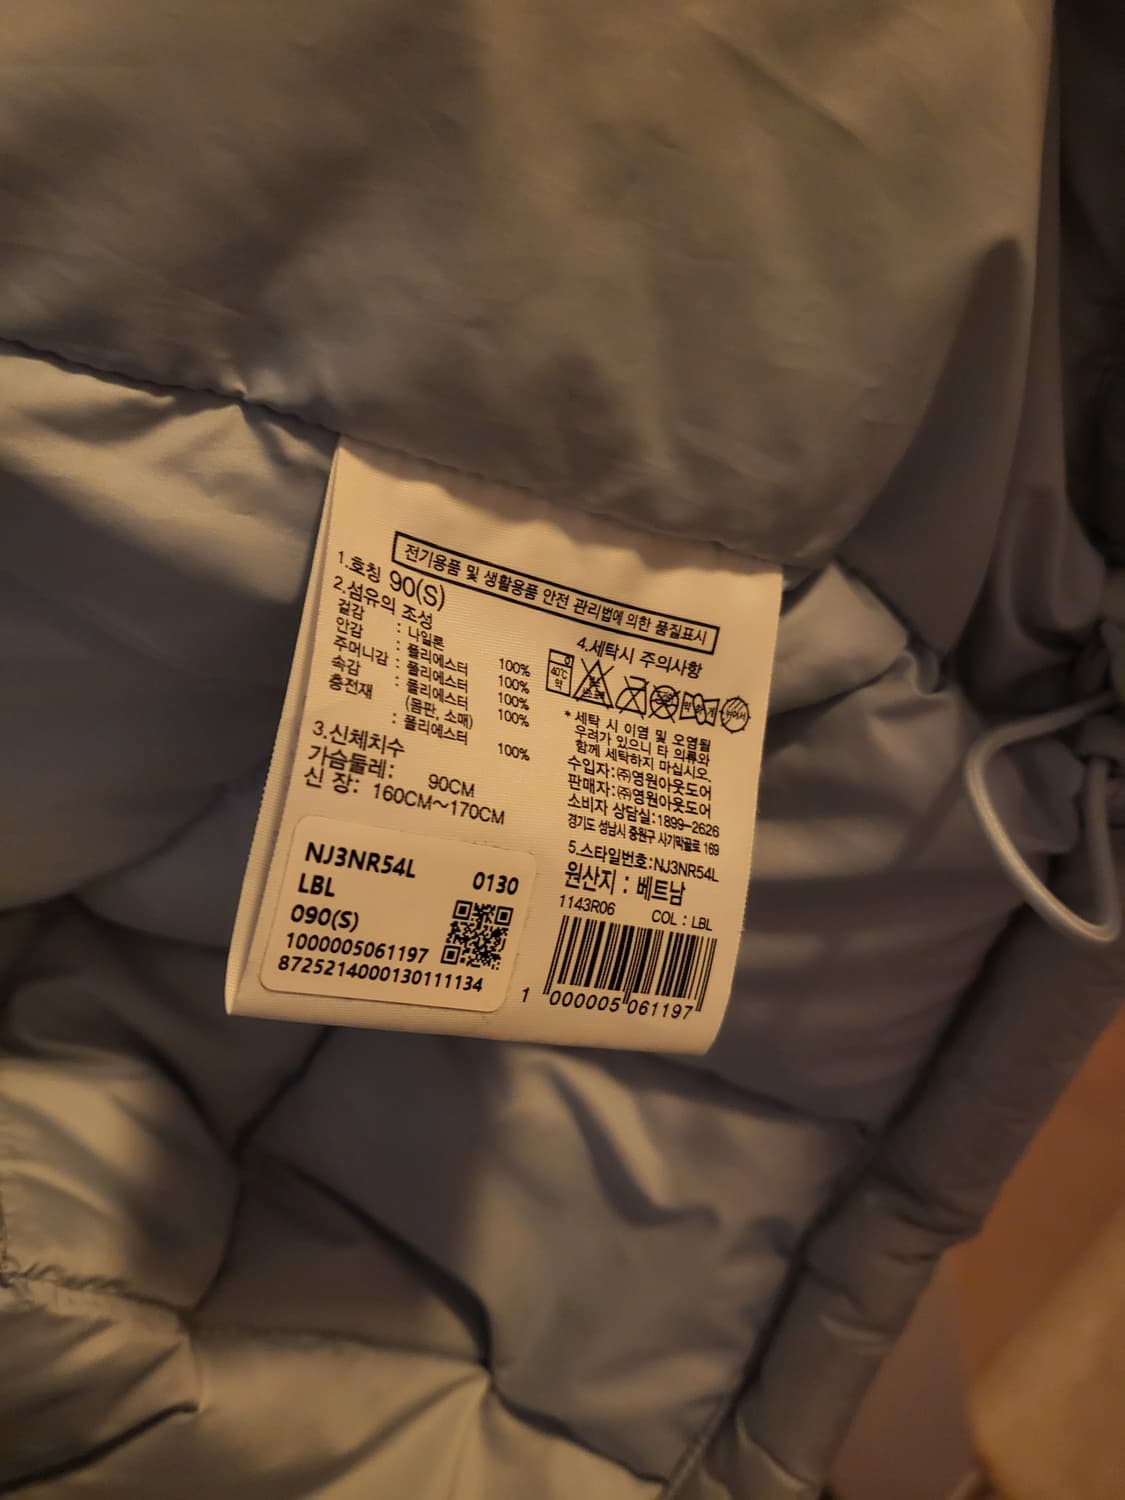 전기용품 및 생활용품 안전 관리법에 의한 품질표시
1.호칭 90(S)
2.섬유의 조성
겉감 : 나일론 100%
안감 : 폴리에스터 100%
주머니감 : 폴리에스터 100%
속감 : 폴리에스터 100%
충전재 (몸판, 소매)
: 폴리에스터 100%
3.신체치수
가슴둘레: 90CM
신 장: 160CM~170CM
4.세탁시 주의사항
40℃
약
* 세탁 시 이염 및 오염될
우려가 있으니 타 의류와
함께 세탁하지 마십시오.
수입자:㈜영원아웃도어
판매자:㈜영원아웃도어
소비자 상담실:1899-2626
경기도 성남시 중원구 사기막골로 169
5.스타일번호:NJ3NR54L
원산지 : 베트남
1143R06 COL : LBL
1 000005 061197
NJ3NR54L 0130
LBL
090(S)
1000005061197
8725214000130111134